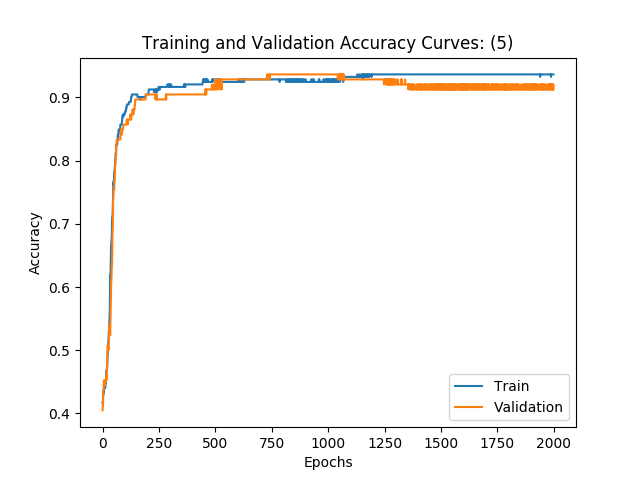 Training and Validation Accuracy Curves: (5)
Accuracy
0.9
0.8
0.7
0.6
0.5
0.4
Train
Validation
0 250 500 750 1000 1250 1500 1750 2000
Epochs